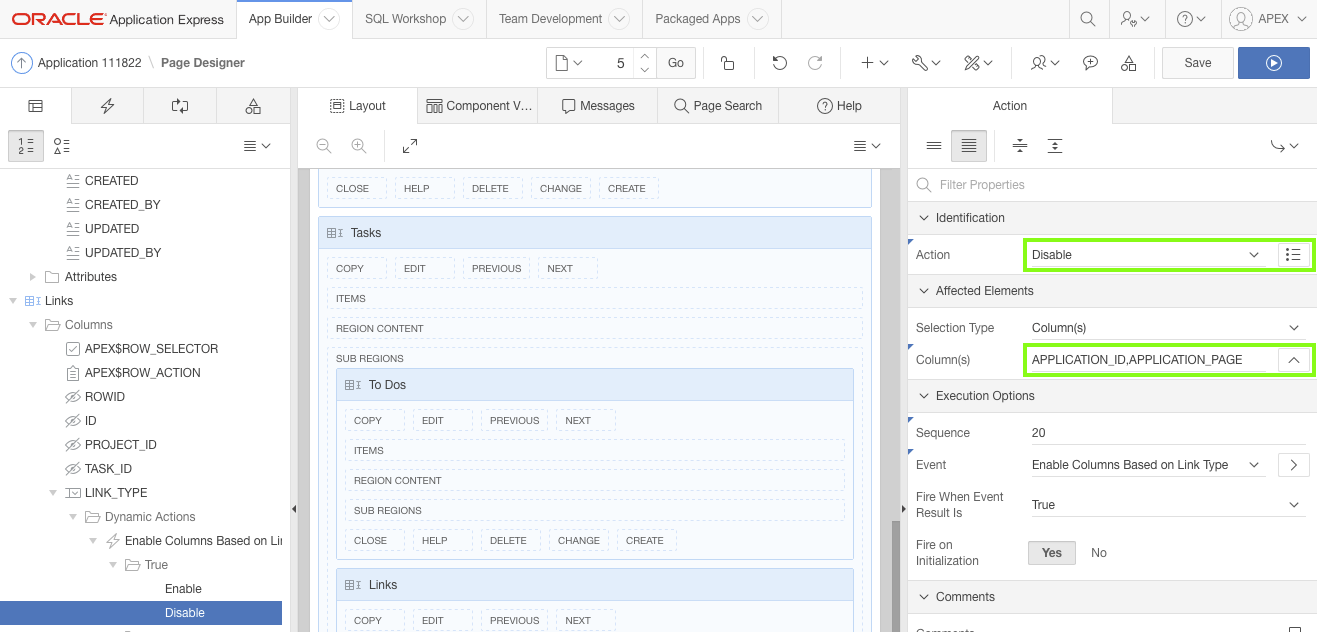 ORACLE Application Express App Builder SQL Workshop Team Development Packaged Apps APEX
Application 111822 \ Page Designer 5 Go Save
Layout Component V... Messages Page Search Help Action
1
2
Filter Properties
CREATED
CREATED_BY
UPDATED
UPDATED_BY
Attributes
Links
Columns
APEX$ROW_SELECTOR
APEX$ROW_ACTION
ROWID
ID
PROJECT_ID
TASK_ID
LINK_TYPE
Dynamic Actions
Enable Columns Based on Li
True
Enable
Disable
CLOSE HELP DELETE CHANGE CREATE
Tasks
COPY EDIT PREVIOUS NEXT
ITEMS
REGION CONTENT
SUB REGIONS
To Dos
COPY EDIT PREVIOUS NEXT
ITEMS
REGION CONTENT
SUB REGIONS
CLOSE HELP DELETE CHANGE CREATE
Links
COPY EDIT PREVIOUS NEXT
Identification
Action Disable
Affected Elements
Selection Type Column(s)
Column(s) APPLICATION_ID,APPLICATION_PAGE
Execution Options
Sequence 20
Event Enable Columns Based on Link Type
Fire When Event
Result Is True
Fire on
Initialization Yes No
Comments